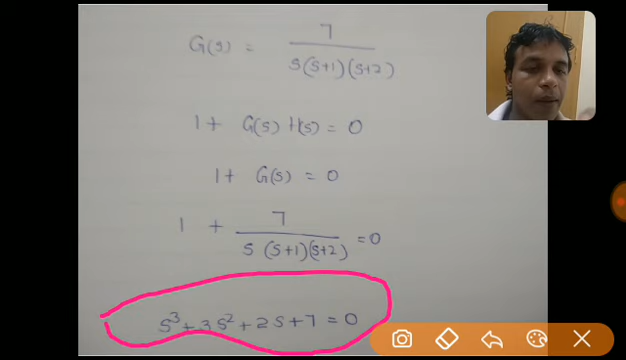 G(s) = 7 / s(s+1)(s+2)
1 + G(s) H(s) = 0
1 + G(s) = 0
1 + 7 / s(s+1)(s+2) = 0
s³ + 3s² + 2s + 7 = 0